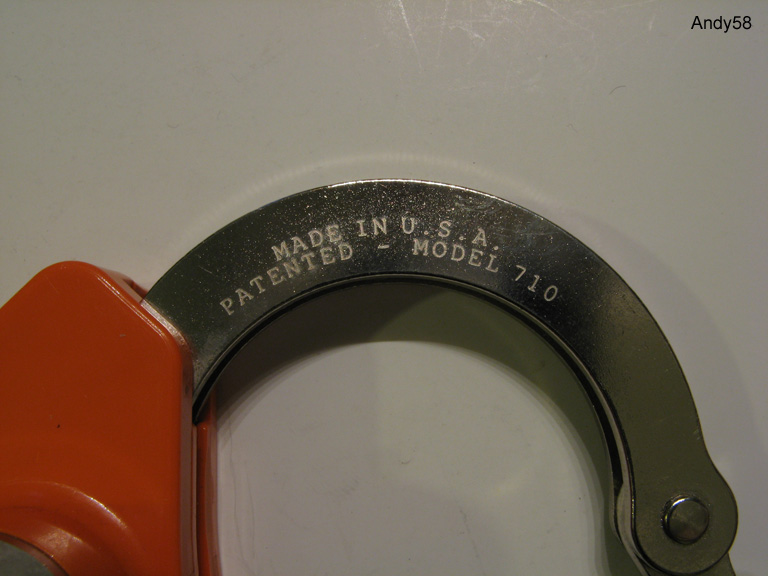 Andy58
MADE IN U.S.A.
PATENTED - MODEL 710